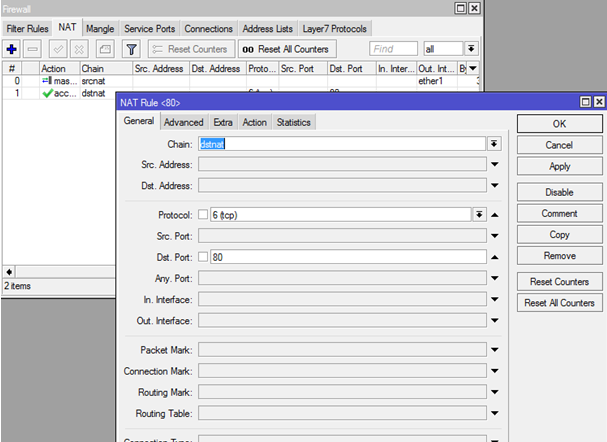 Firewall
Filter Rules NAT Mangle Service Ports Connections Address Lists Layer7 Protocols
Reset Counters 00 Reset All Counters Find all
# Action Chain Src. Address Dst. Address Proto... Src. Port Dst. Port In. Inter... Out. Int...
0 mas... srcnat ether1
1 acc... dstnat
NAT Rule <80>
General Advanced Extra Action Statistics
Chain: dstnat
Src. Address:
Dst. Address:
Protocol: 6 (tcp)
Src. Port:
Dst. Port: 80
Any. Port:
In. Interface:
Out. Interface:
Packet Mark:
Connection Mark:
Routing Mark:
Routing Table:
OK
Cancel
Apply
Disable
Comment
Copy
Remove
Reset Counters
Reset All Counters
2 items